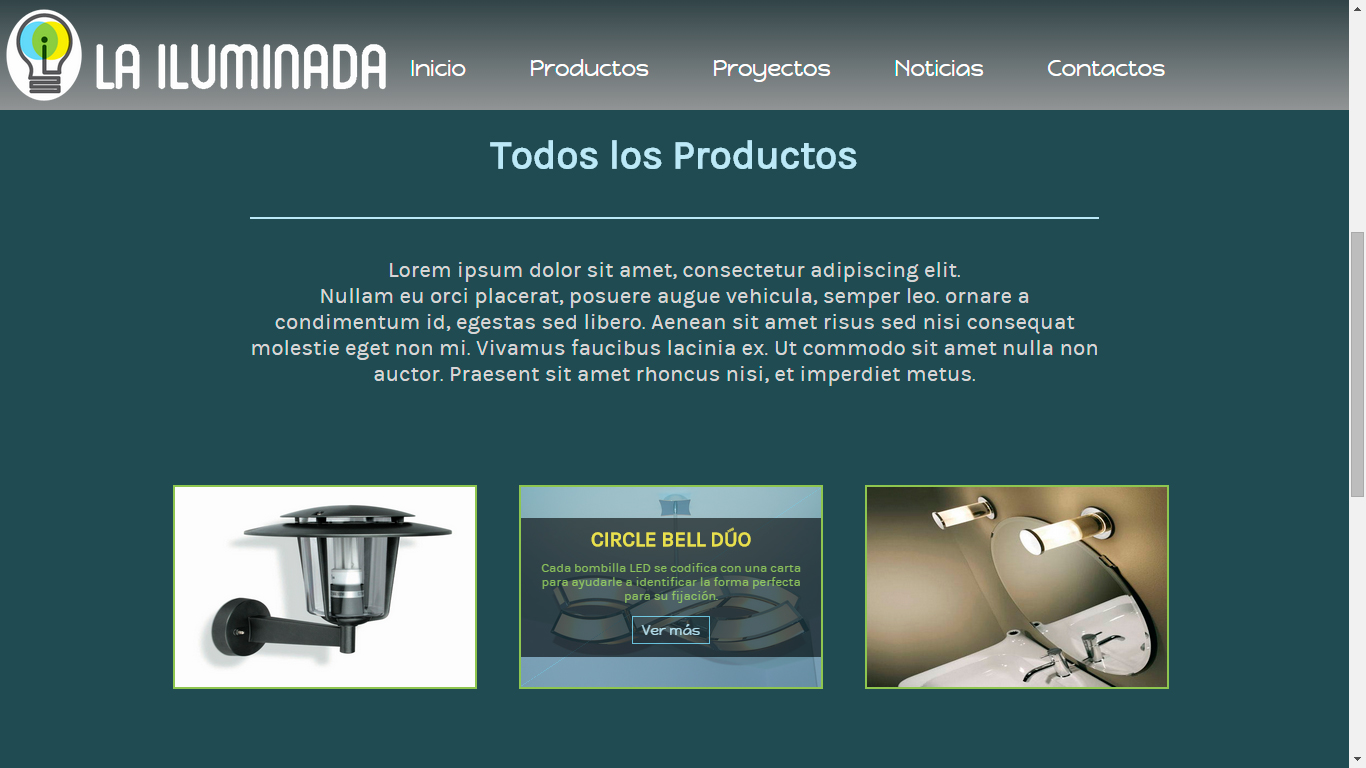 LA ILUMINADA
Inicio Productos Proyectos Noticias Contactos
Todos los Productos
Lorem ipsum dolor sit amet, consectetur adipiscing elit.
Nullam eu orci placerat, posuere augue vehicula, semper leo. ornare a
condimentum id, egestas sed libero. Aenean sit amet risus sed nisi consequat
molestie eget non mi. Vivamus faucibus lacinia ex. Ut commodo sit amet nulla non
auctor. Praesent sit amet rhoncus nisi, et imperdiet metus.
CIRCLE BELL DÚO
Cada bombilla LED se codifica con una carta
para ayudarle a identificar la forma perfecta
para su fijación.
Ver más